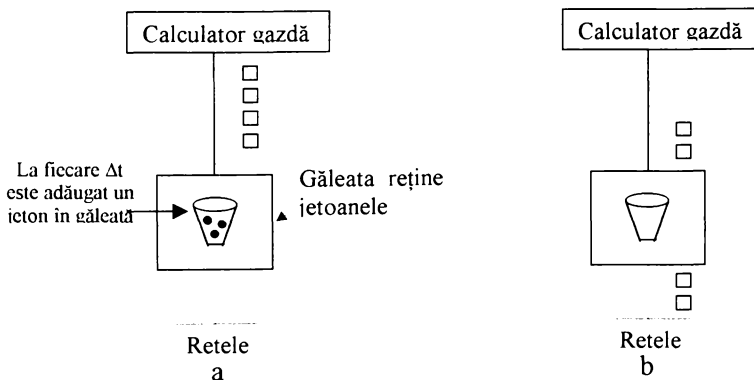 Calculator gazdă
Calculator gazdă
La fiecare Δt
este adăugat un
jeton în găleată
Găleata reține
jetoanele
Retele
a
Retele
b